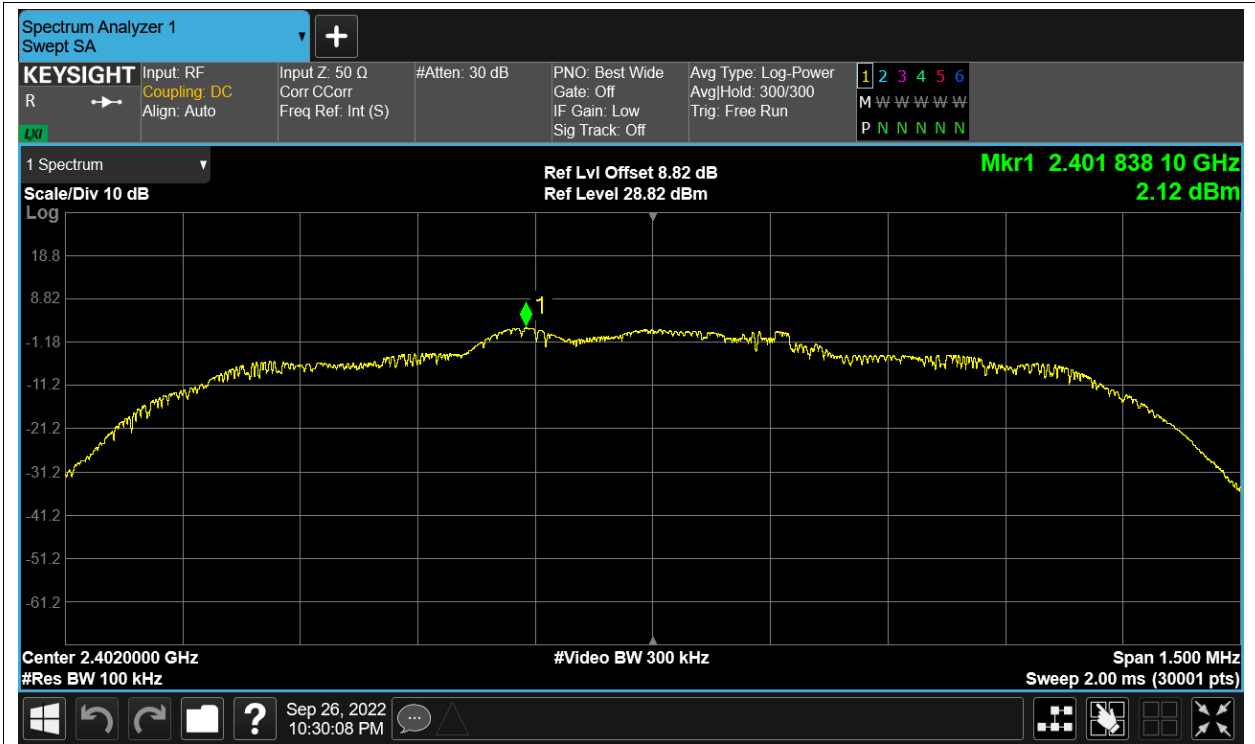 Spectrum Analyzer 1
Swept SA
KEYSIGHT
R
LXI
Input: RF
Coupling: DC
Align: Auto
Input Z: 50 Ω
Corr CCorr
Freq Ref: Int (S)
#Atten: 30 dB
PNO: Best Wide
Gate: Off
IF Gain: Low
Sig Track: Off
Avg Type: Log-Power
Avg|Hold: 300/300
Trig: Free Run
1 2 3 4 5 6
M W W W W W
P N N N N N
1 Spectrum
Scale/Div 10 dB
Log
Ref Lvl Offset 8.82 dB
Ref Level 28.82 dBm
Mkr1 2.401 838 10 GHz
2.12 dBm
18.8
8.82
1
-1.18
-11.2
-21.2
-31.2
-41.2
-51.2
-61.2
Center 2.4020000 GHz
#Res BW 100 kHz
#Video BW 300 kHz
Span 1.500 MHz
Sweep 2.00 ms (30001 pts)
?
Sep 26, 2022
10:30:08 PM